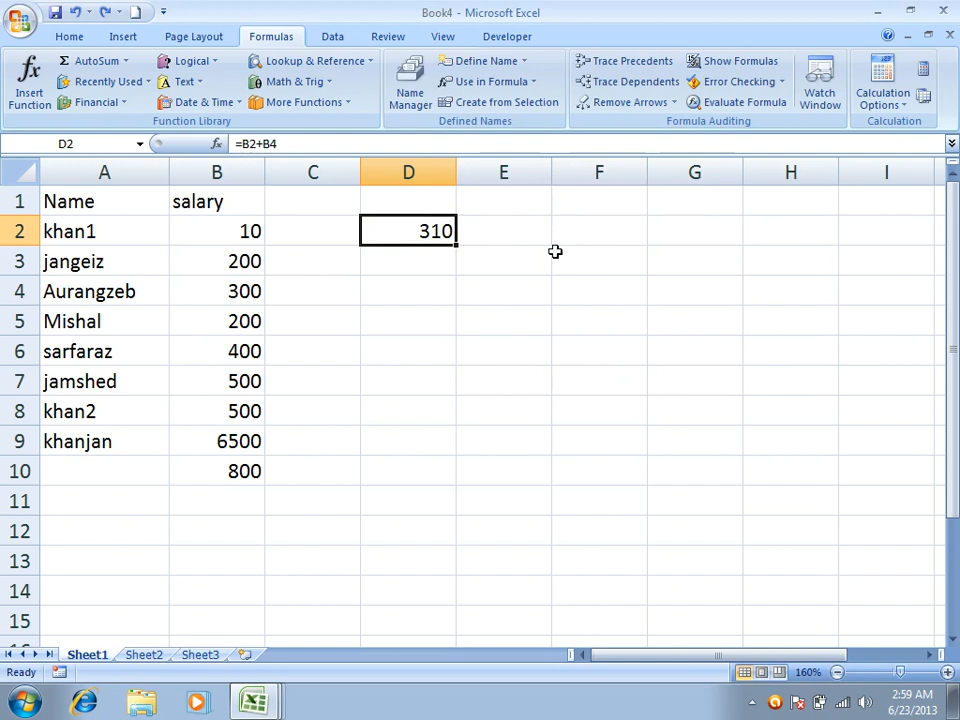 Book4 - Microsoft Excel
Home Insert Page Layout Formulas Data Review View Developer
Insert Function
Σ AutoSum
Recently Used
Financial
Logical
Text
Date & Time
Lookup & Reference
Math & Trig
More Functions
Function Library
Name Manager
Define Name
Use in Formula
Create from Selection
Defined Names
Trace Precedents
Trace Dependents
Remove Arrows
Show Formulas
Error Checking
Evaluate Formula
Formula Auditing
Watch Window
Calculation Options
Calculation
D2 fx =B2+B4
A B C D E F G H I
1 Name salary
2 khan1 10 310
3 jangeiz 200
4 Aurangzeb 300
5 Mishal 200
6 sarfaraz 400
7 jamshed 500
8 khan2 500
9 khanjan 6500
10 800
11
12
13
14
15
Sheet1 Sheet2 Sheet3
Ready 160%
2:59 AM
6/23/2013